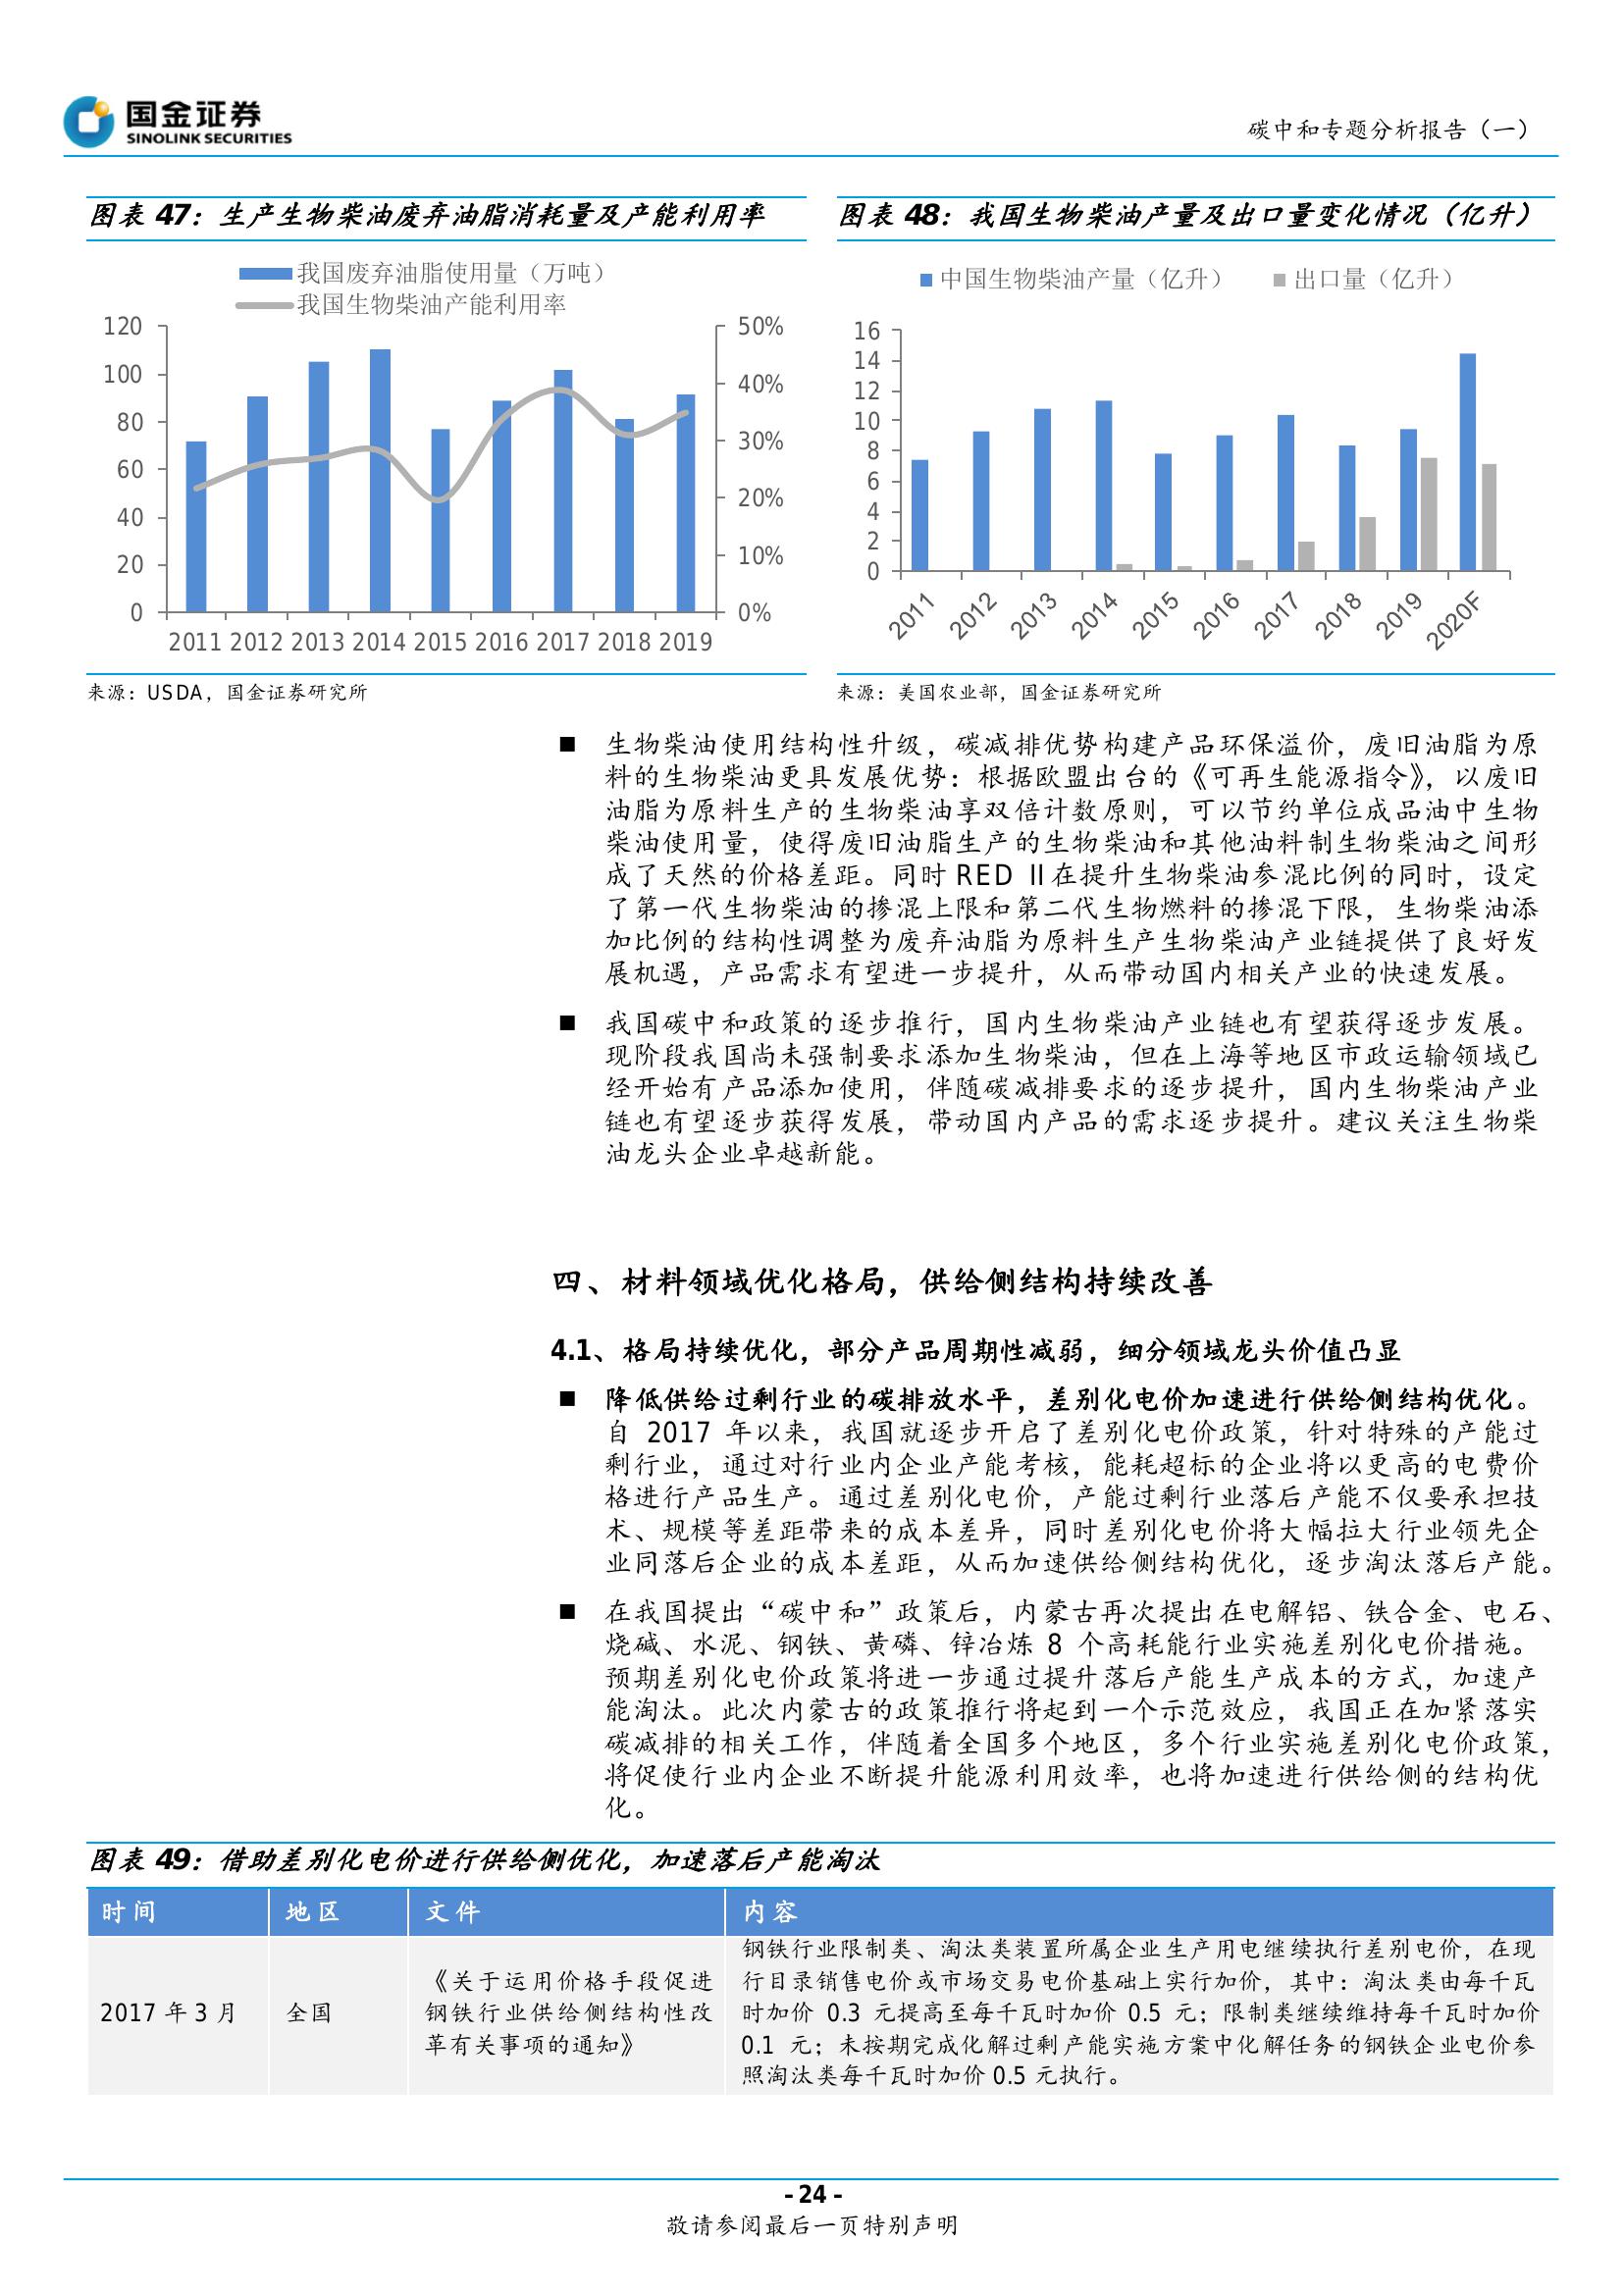 国金证券
SINOLINK SECURITIES
碳中和专题分析报告（一）
图表 47：生产生物柴油废弃油脂消耗量及产能利用率
我国废弃油脂使用量（万吨）
我国生物柴油产能利用率
120
100
80
60
40
20
0
50%
40%
30%
20%
10%
0%
2011 2012 2013 2014 2015 2016 2017 2018 2019
来源：USDA，国金证券研究所
图表 48：我国生物柴油产量及出口量变化情况（亿升）
中国生物柴油产量（亿升） 出口量（亿升）
16
14
12
10
8
6
4
2
0
2011 2012 2013 2014 2015 2016 2017 2018 2019 2020F
来源：美国农业部，国金证券研究所
■ 生物柴油使用结构性升级，碳减排优势构建产品环保溢价，废旧油脂为原
料的生物柴油更具发展优势：根据欧盟出台的《可再生能源指令》，以废旧
油脂为原料生产的生物柴油享双倍计数原则，可以节约单位成品油中生物
柴油使用量，使得废旧油脂生产的生物柴油和其他油料制生物柴油之间形
成了天然的价格差距。同时 RED II 在提升生物柴油参混比例的同时，设定
了第一代生物柴油的掺混上限和第二代生物燃料的掺混下限，生物柴油添
加比例的结构性调整为废弃油脂为原料生产生物柴油产业链提供了良好发
展机遇，产品需求有望进一步提升，从而带动国内相关产业的快速发展。
■ 我国碳中和政策的逐步推行，国内生物柴油产业链也有望获得逐步发展。
现阶段我国尚未强制要求添加生物柴油，但在上海等地区市政运输领域已
经开始有产品添加使用，伴随碳减排要求的逐步提升，国内生物柴油产业
链也有望逐步获得发展，带动国内产品的需求逐步提升。建议关注生物柴
油龙头企业卓越新能。
四、材料领域优化格局，供给侧结构持续改善
4.1、格局持续优化，部分产品周期性减弱，细分领域龙头价值凸显
■ 降低供给过剩行业的碳排放水平，差别化电价加速进行供给侧结构优化。
自 2017 年以来，我国就逐步开启了差别化电价政策，针对特殊的产能过
剩行业，通过对行业内企业产能考核，能耗超标的企业将以更高的电费价
格进行产品生产。通过差别化电价，产能过剩行业落后产能不仅要承担技
术、规模等差距带来的成本差异，同时差别化电价将大幅拉大行业领先企
业同落后企业的成本差距，从而加速供给侧结构优化，逐步淘汰落后产能。
■ 在我国提出“碳中和”政策后，内蒙古再次提出在电解铝、铁合金、电石、
烧碱、水泥、钢铁、黄磷、锌冶炼 8 个高耗能行业实施差别化电价措施。
预期差别化电价政策将进一步通过提升落后产能生产成本的方式，加速产
能淘汰。此次内蒙古的政策推行将起到一个示范效应，我国正在加紧落实
碳减排的相关工作，伴随着全国多个地区，多个行业实施差别化电价政策，
将促使行业内企业不断提升能源利用效率，也将加速进行供给侧的结构优
化。
图表 49：借助差别化电价进行供给侧优化，加速落后产能淘汰
时间 地区 文件 内容
2017 年 3 月
全国
《关于运用价格手段促进
钢铁行业供给侧结构性改
革有关事项的通知》
钢铁行业限制类、淘汰类装置所属企业生产用电继续执行差别电价，在现
行目录销售电价或市场交易电价基础上实行加价，其中：淘汰类由每千瓦
时加价 0.3 元提高至每千瓦时加价 0.5 元；限制类继续维持每千瓦时加价
0.1 元；未按期完成化解过剩产能实施方案中化解任务的钢铁企业电价参
照淘汰类每千瓦时加价 0.5 元执行。
- 24 -
敬请参阅最后一页特别声明